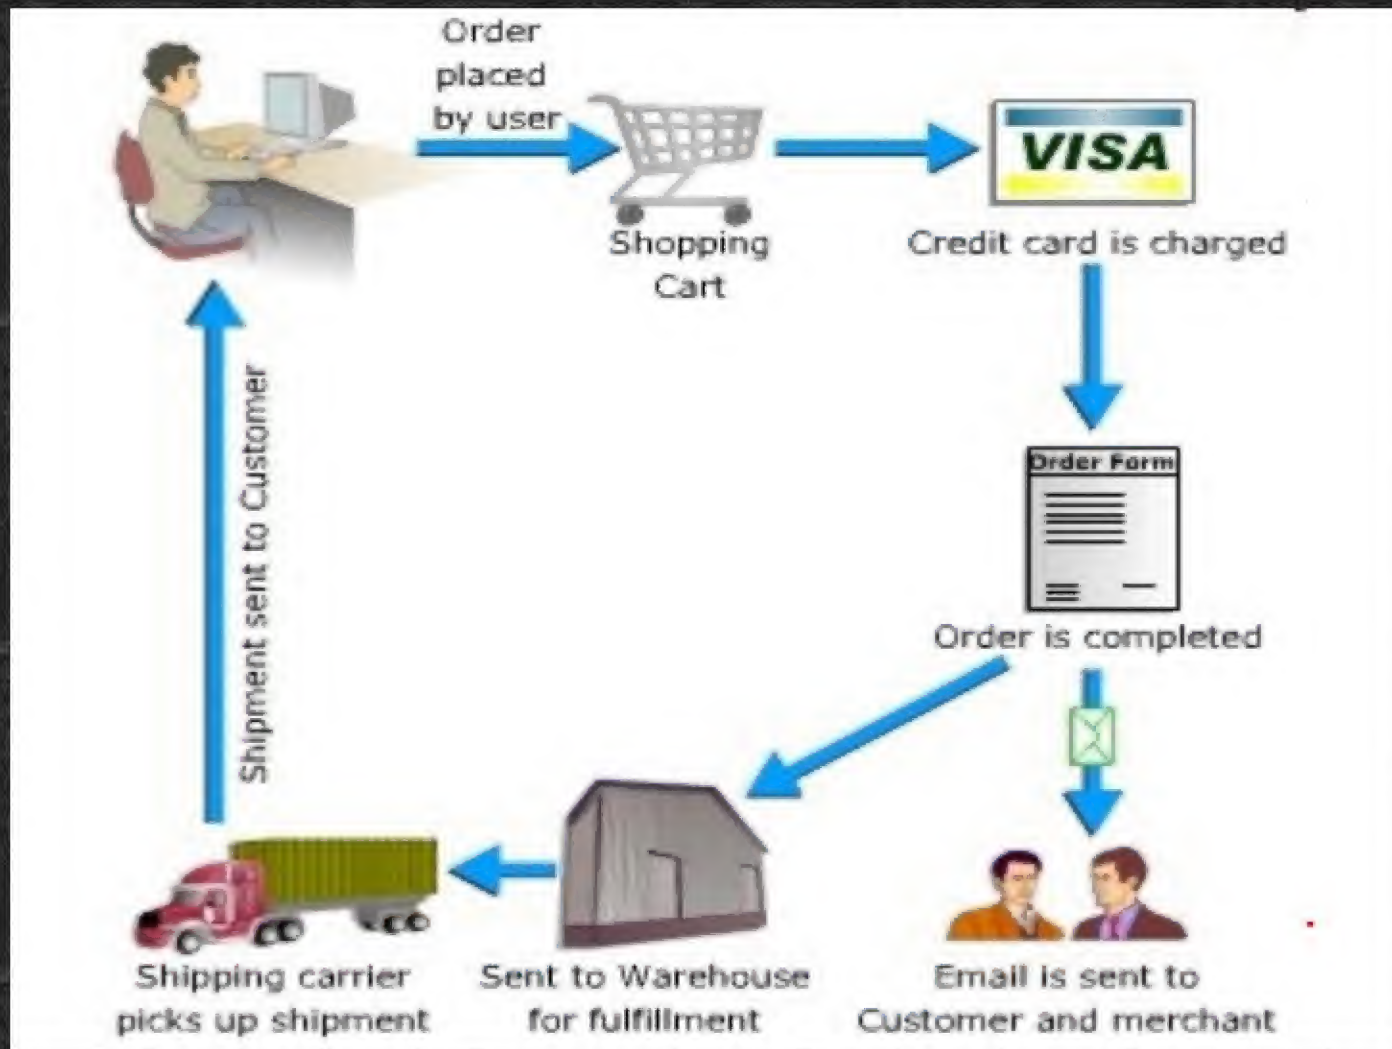 Order
placed
by user
Shopping
Cart
VISA
Credit card is charged
Order Form
Order is completed
Shipment sent to Customer
Shipping carrier
picks up shipment
Sent to Warehouse
for fulfillment
Email is sent to
Customer and merchant